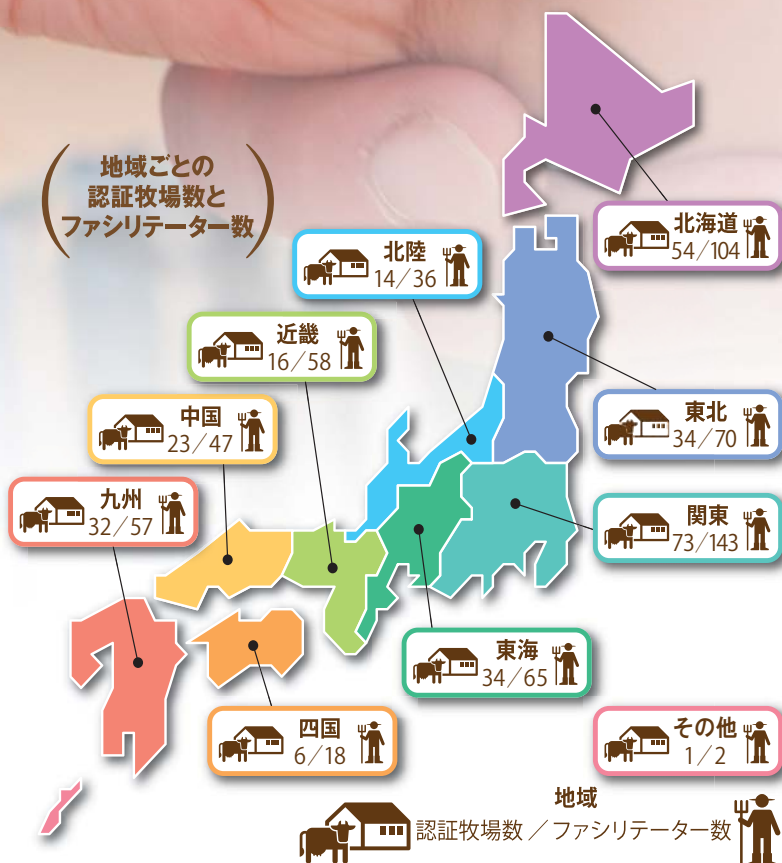 地域ごとの
認証牧場数と
ファシリテーター数
北海道
54/104
北陸
14/36
近畿
16/58
中国
23/47
東北
34/70
九州
32/57
関東
73/143
東海
34/65
四国
6/18
その他
1/2
地域
認証牧場数/ファシリテーター数